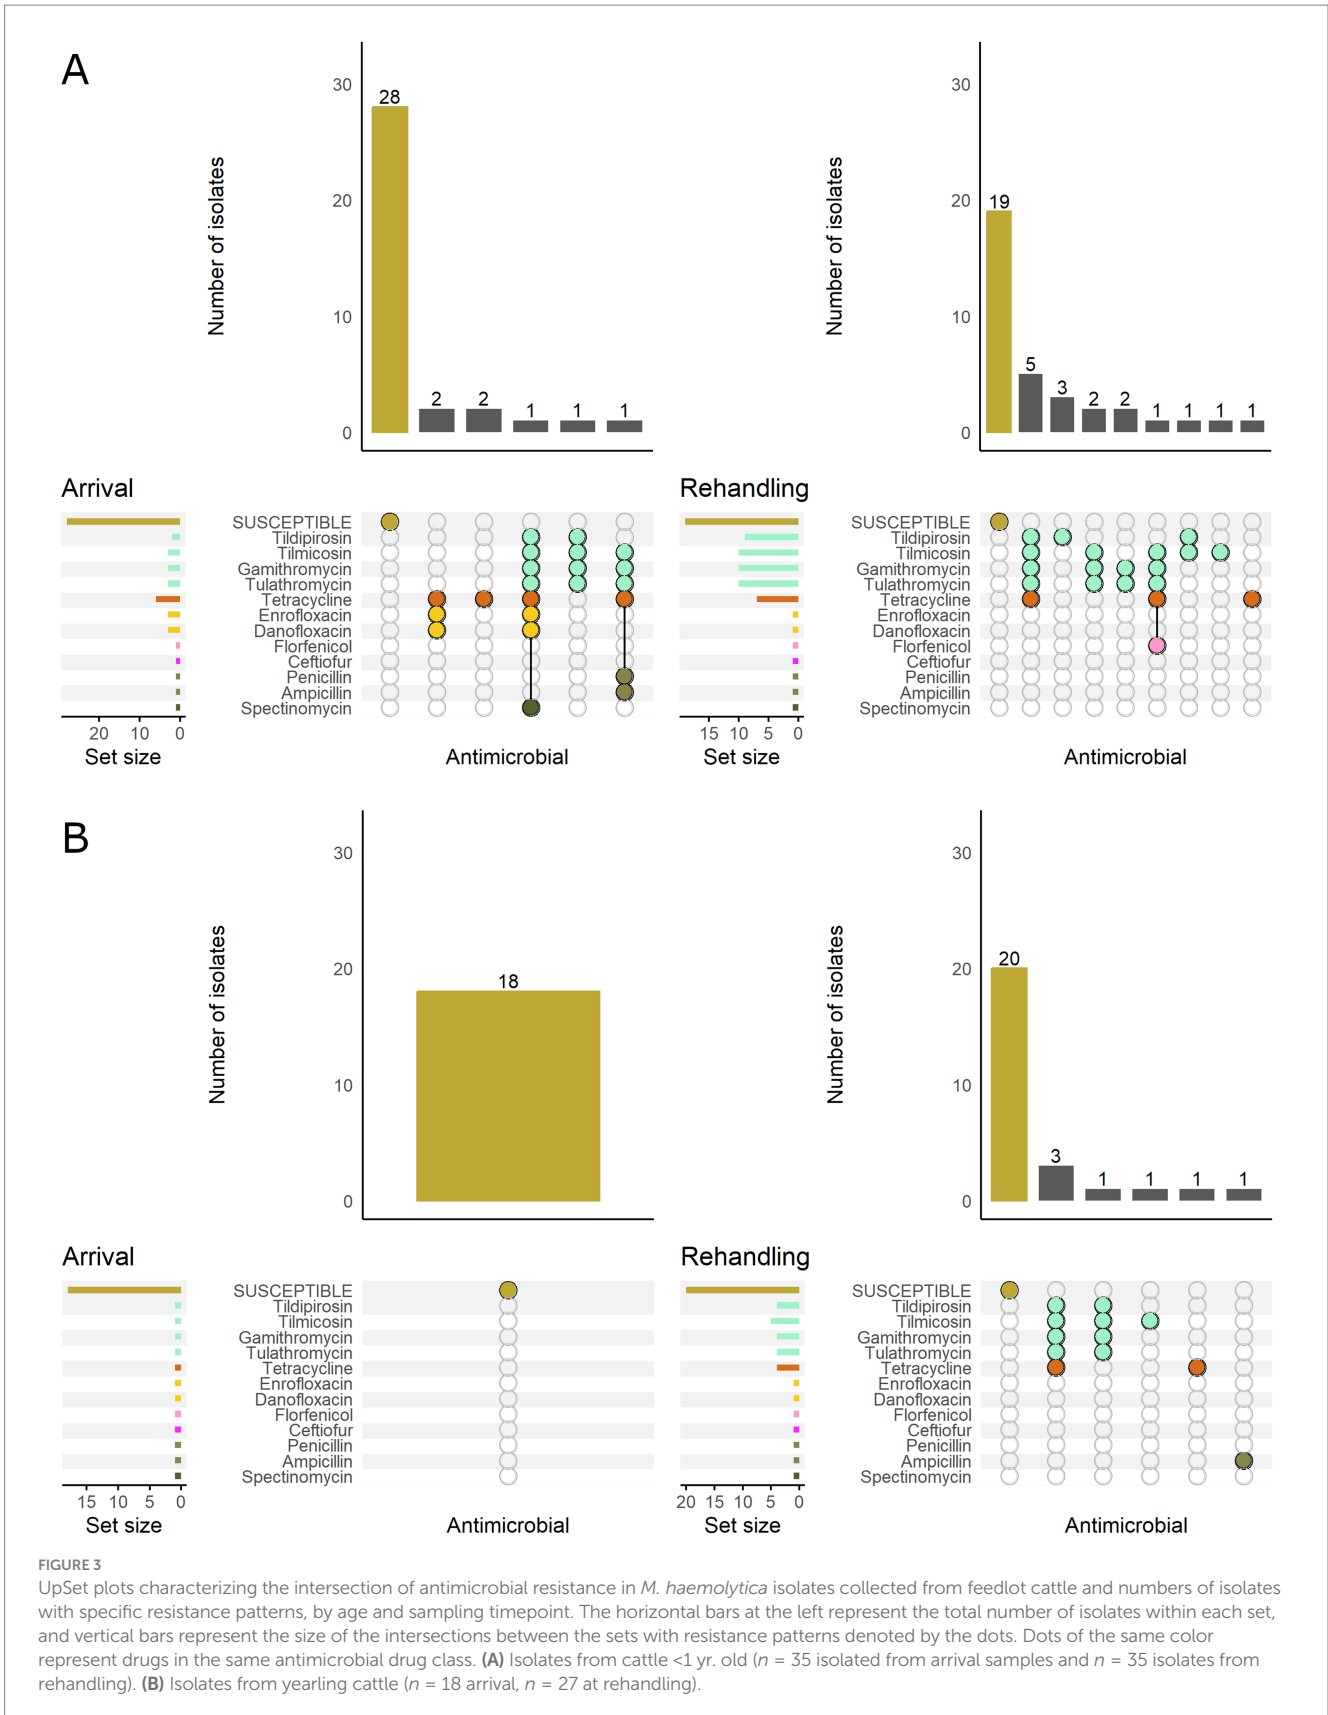 A
Number of isolates
30
20
10
0
28
2
2
1
1
1
Number of isolates
30
20
10
0
19
5
3
2
2
1
1
1
1
Arrival
SUSCEPTIBLE
Tildipirosin
Tilmicosin
Gamithromycin
Tulathromycin
Tetracycline
Enrofloxacin
Danofloxacin
Florfenicol
Ceftiofur
Penicillin
Ampicillin
Spectinomycin
20 10 0
Set size
Antimicrobial
Rehandling
SUSCEPTIBLE
Tildipirosin
Tilmicosin
Gamithromycin
Tulathromycin
Tetracycline
Enrofloxacin
Danofloxacin
Florfenicol
Ceftiofur
Penicillin
Ampicillin
Spectinomycin
15 10 5 0
Set size
Antimicrobial
B
Number of isolates
30
20
10
0
18
Number of isolates
30
20
10
0
20
3
1
1
1
1
Arrival
SUSCEPTIBLE
Tildipirosin
Tilmicosin
Gamithromycin
Tulathromycin
Tetracycline
Enrofloxacin
Danofloxacin
Florfenicol
Ceftiofur
Penicillin
Ampicillin
Spectinomycin
15 10 5 0
Set size
Antimicrobial
Rehandling
SUSCEPTIBLE
Tildipirosin
Tilmicosin
Gamithromycin
Tulathromycin
Tetracycline
Enrofloxacin
Danofloxacin
Florfenicol
Ceftiofur
Penicillin
Ampicillin
Spectinomycin
20 15 10 5 0
Set size
Antimicrobial
FIGURE 3
UpSet plots characterizing the intersection of antimicrobial resistance in M. haemolytica isolates collected from feedlot cattle and numbers of isolates
with specific resistance patterns, by age and sampling timepoint. The horizontal bars at the left represent the total number of isolates within each set,
and vertical bars represent the size of the intersections between the sets with resistance patterns denoted by the dots. Dots of the same color
represent drugs in the same antimicrobial drug class. (A) Isolates from cattle <1 yr. old (n = 35 isolated from arrival samples and n = 35 isolates from
rehandling). (B) Isolates from yearling cattle (n = 18 arrival, n = 27 at rehandling).